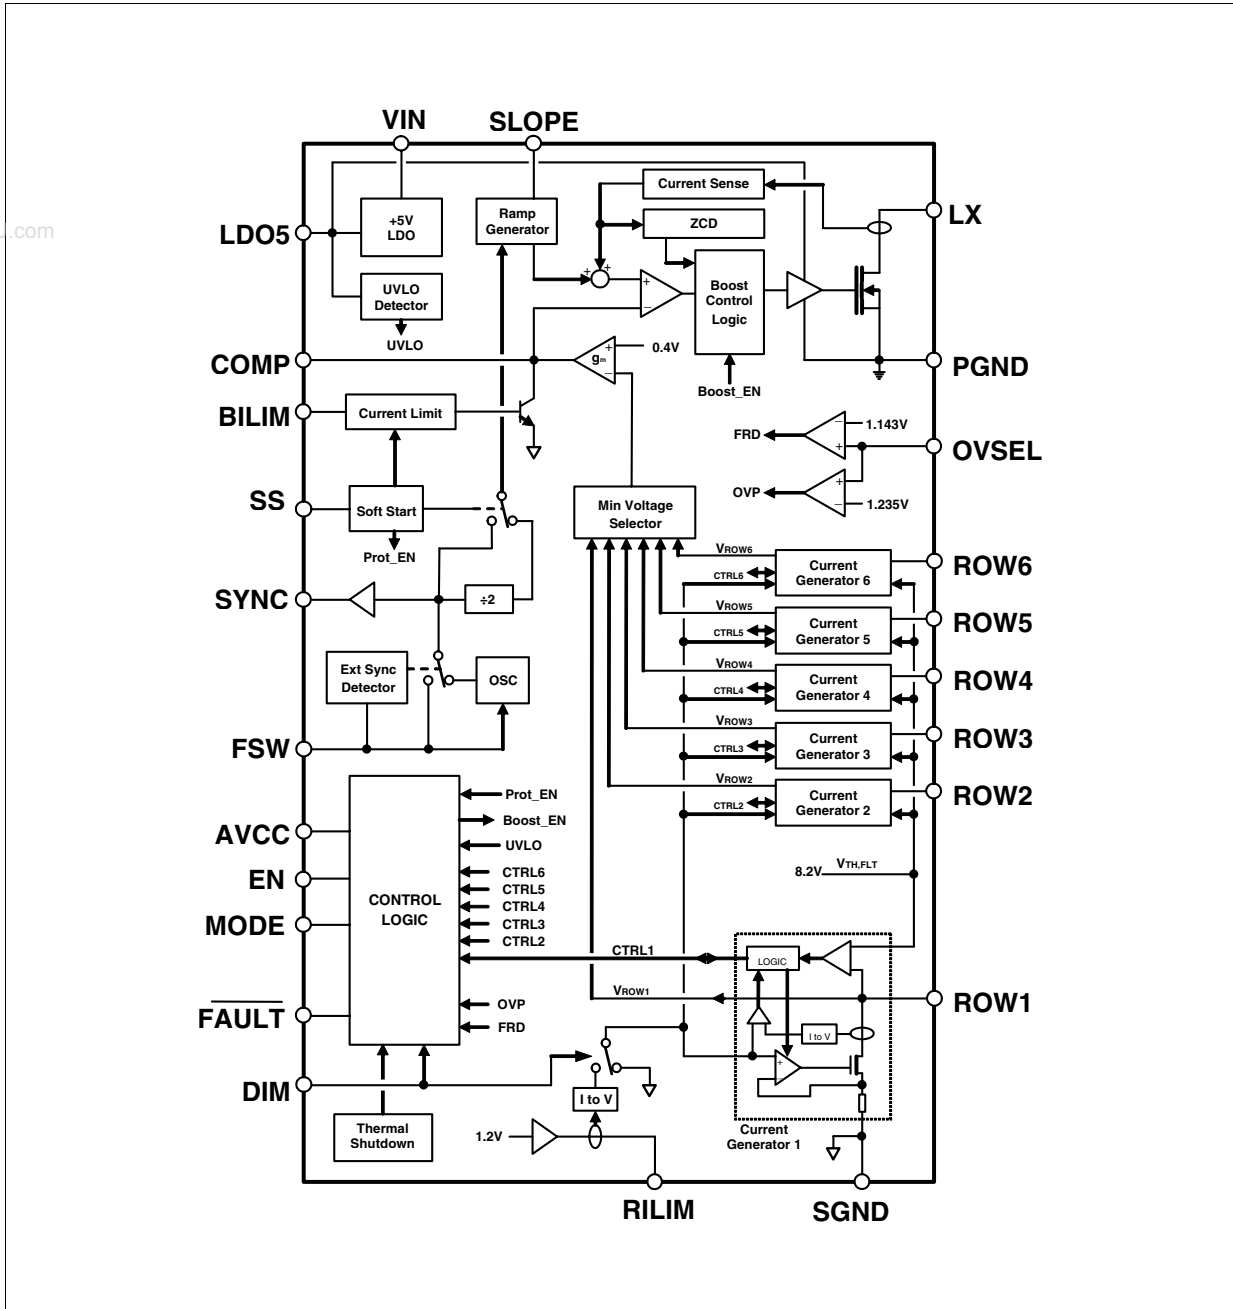 VIN
SLOPE
Current Sense
ZCD
LX
+5V
LDO
Ramp
Generator
u.com
LDO5
+
+
UVLO
Detector
UVLO
+
−
Boost
Control
Logic
COMP
gm
+
−
0.4V
PGND
Boost_EN
BILIM
Current Limit
FRD
−
+
1.143V
OVSEL
OVP
+
−
1.235V
SS
Soft Start
Prot_EN
Min Voltage
Selector
VROW6
CTRL6
Current
Generator 6
ROW6
SYNC
÷2
VROW5
CTRL5
Current
Generator 5
ROW5
Ext Sync
Detector
OSC
VROW4
CTRL4
Current
Generator 4
ROW4
FSW
VROW3
CTRL3
Current
Generator 3
ROW3
VROW2
CTRL2
Current
Generator 2
ROW2
Prot_EN
Boost_EN
AVCC
UVLO
8.2V
VTH,FLT
EN
CTRL6
CTRL5
CONTROL
LOGIC
CTRL4
MODE
CTRL3
CTRL2
CTRL1
LOGIC
VROW1
ROW1
FAULT
OVP
FRD
I to V
+
−
DIM
I to V
Thermal
Shutdown
1.2V
Current
Generator 1
RILIM
SGND